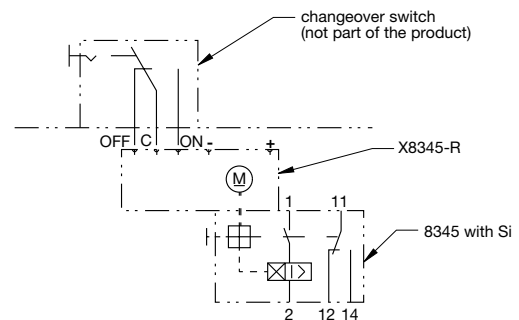 changeover switch
(not part of the product)
OFF C ON - +
X8345-R
M
1 11
8345 with Si
I>
2 12 14